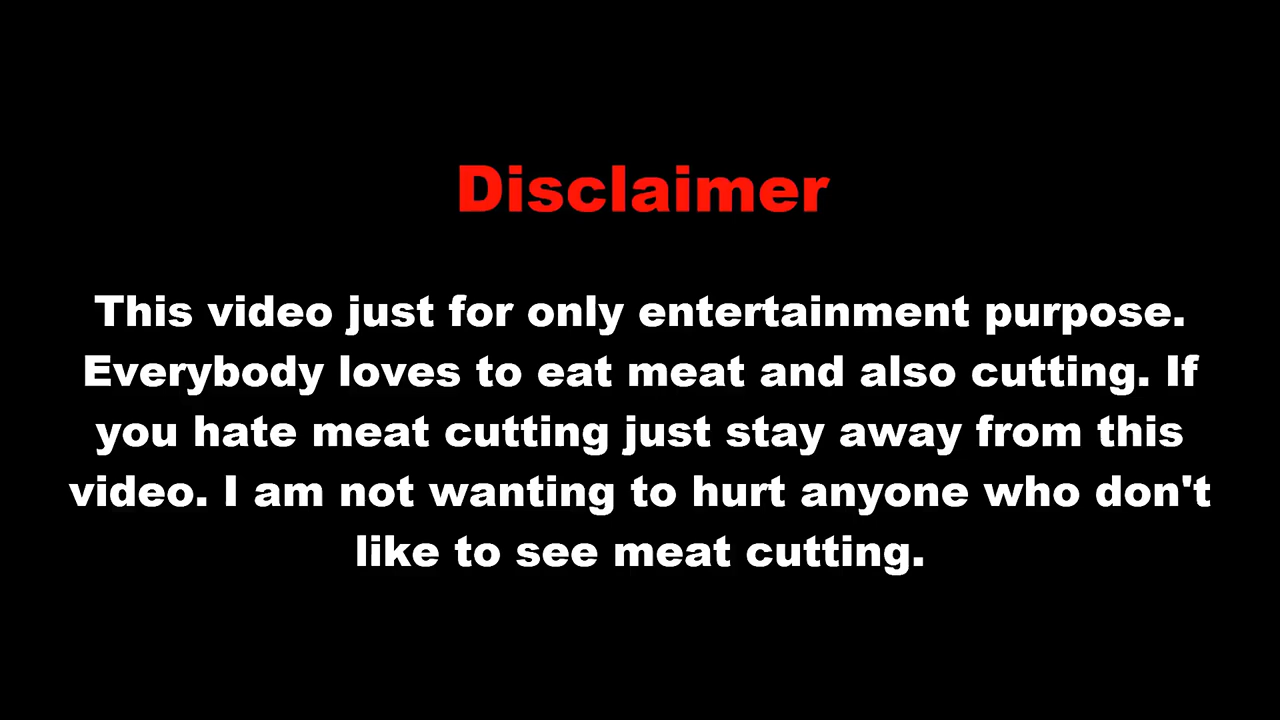 Disclaimer
This video just for only entertainment purpose.
Everybody loves to eat meat and also cutting. If
you hate meat cutting just stay away from this
video. I am not wanting to hurt anyone who don't
like to see meat cutting.